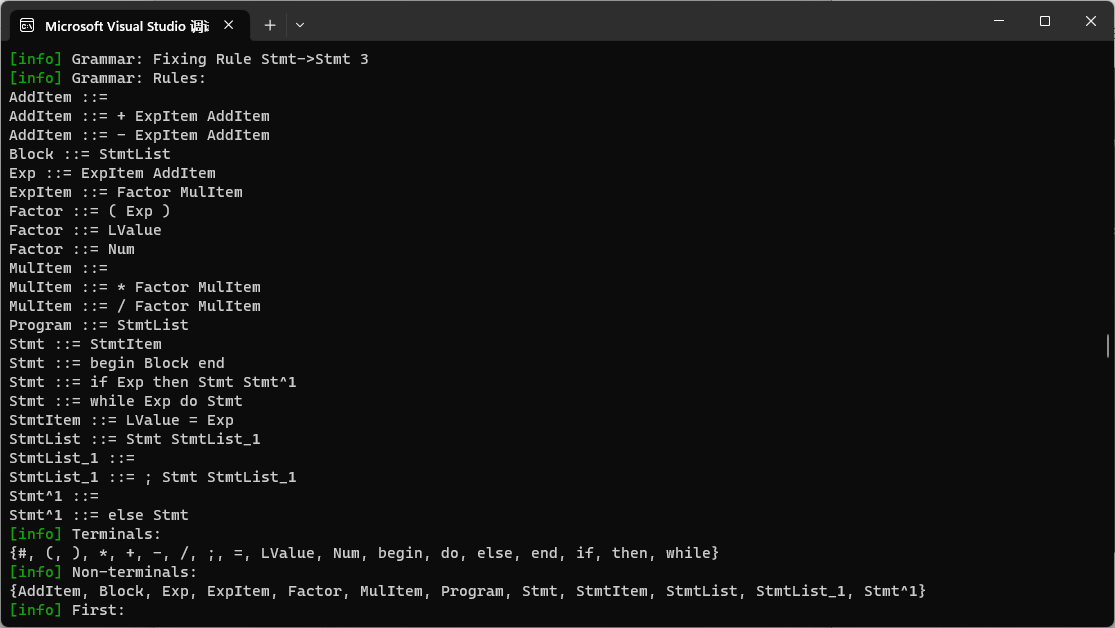 Microsoft Visual Studio 调试
[info] Grammar: Fixing Rule Stmt->Stmt 3
[info] Grammar: Rules:
AddItem ::=
AddItem ::= + ExpItem AddItem
AddItem ::= - ExpItem AddItem
Block ::= StmtList
Exp ::= ExpItem AddItem
ExpItem ::= Factor MulItem
Factor ::= ( Exp )
Factor ::= LValue
Factor ::= Num
MulItem ::=
MulItem ::= * Factor MulItem
MulItem ::= / Factor MulItem
Program ::= StmtList
Stmt ::= StmtItem
Stmt ::= begin Block end
Stmt ::= if Exp then Stmt Stmt^1
Stmt ::= while Exp do Stmt
StmtItem ::= LValue = Exp
StmtList ::= Stmt StmtList_1
StmtList_1 ::=
StmtList_1 ::= ; Stmt StmtList_1
Stmt^1 ::=
Stmt^1 ::= else Stmt
[info] Terminals:
{#, (, ), *, +, -, /, ;, =, LValue, Num, begin, do, else, end, if, then, while}
[info] Non-terminals:
{AddItem, Block, Exp, ExpItem, Factor, MulItem, Program, Stmt, StmtItem, StmtList, StmtList_1, Stmt^1}
[info] First: